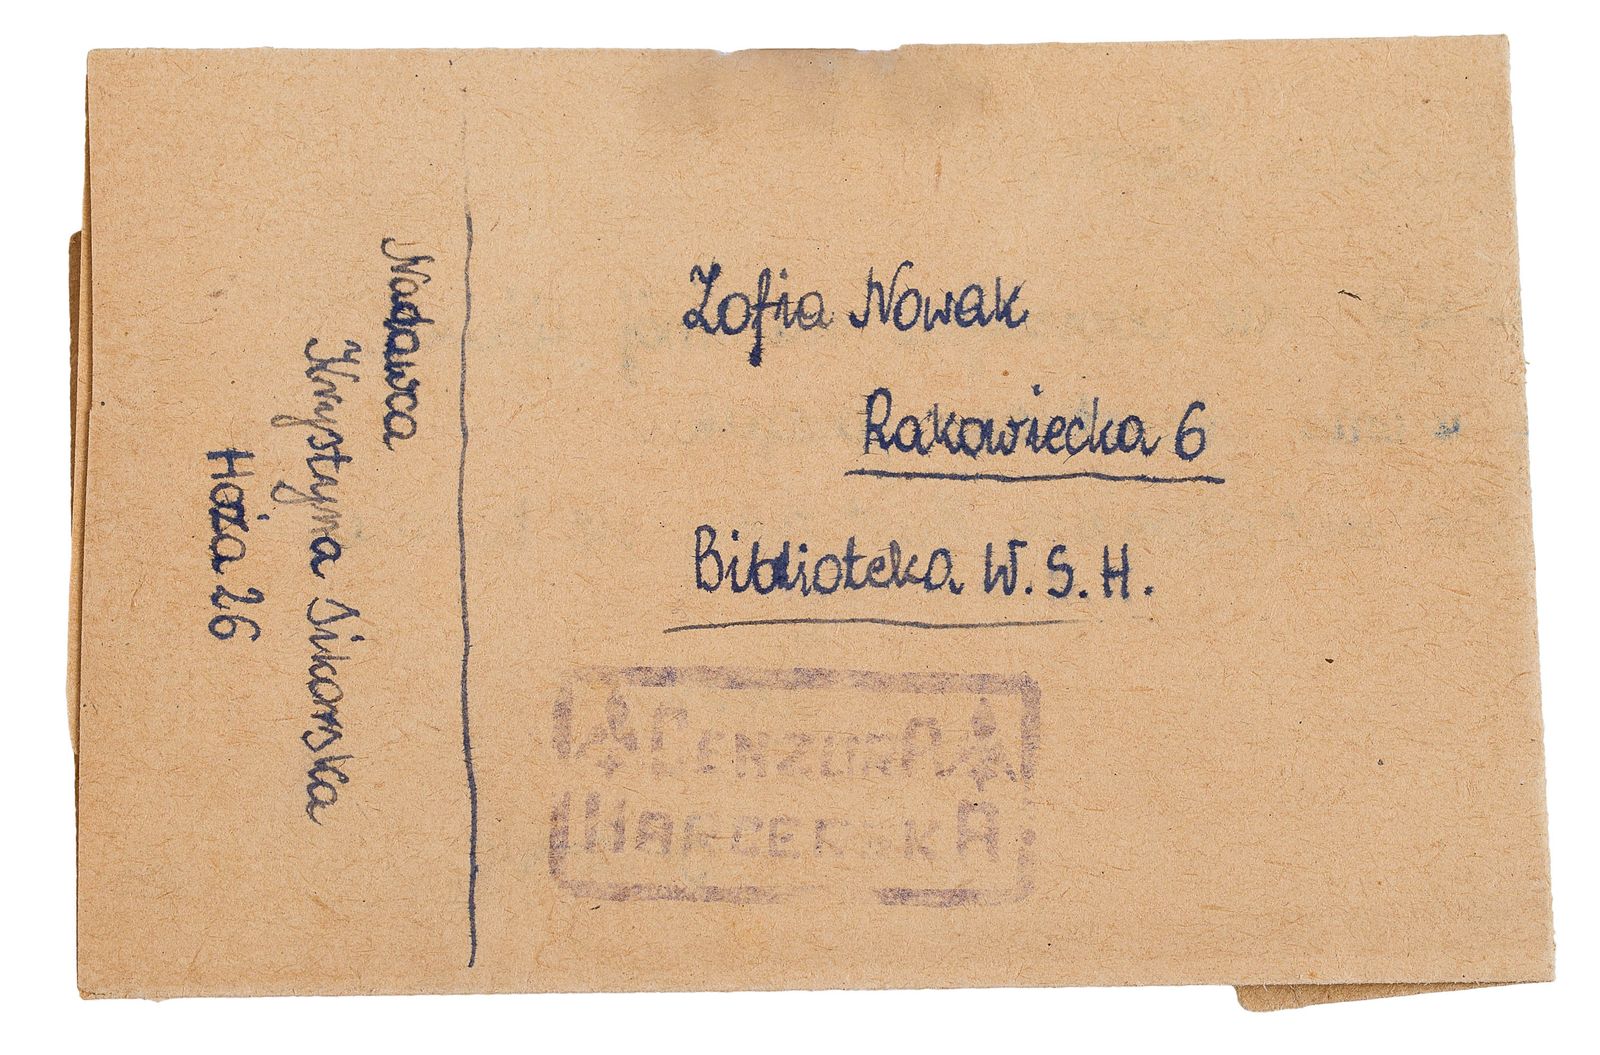 Nadawca
Krystyna Sikorska
Hoża 26
Zofia Nowak
Rakowiecka 6
Biblioteka W. S. H.
CENZURA
HARCERSKA